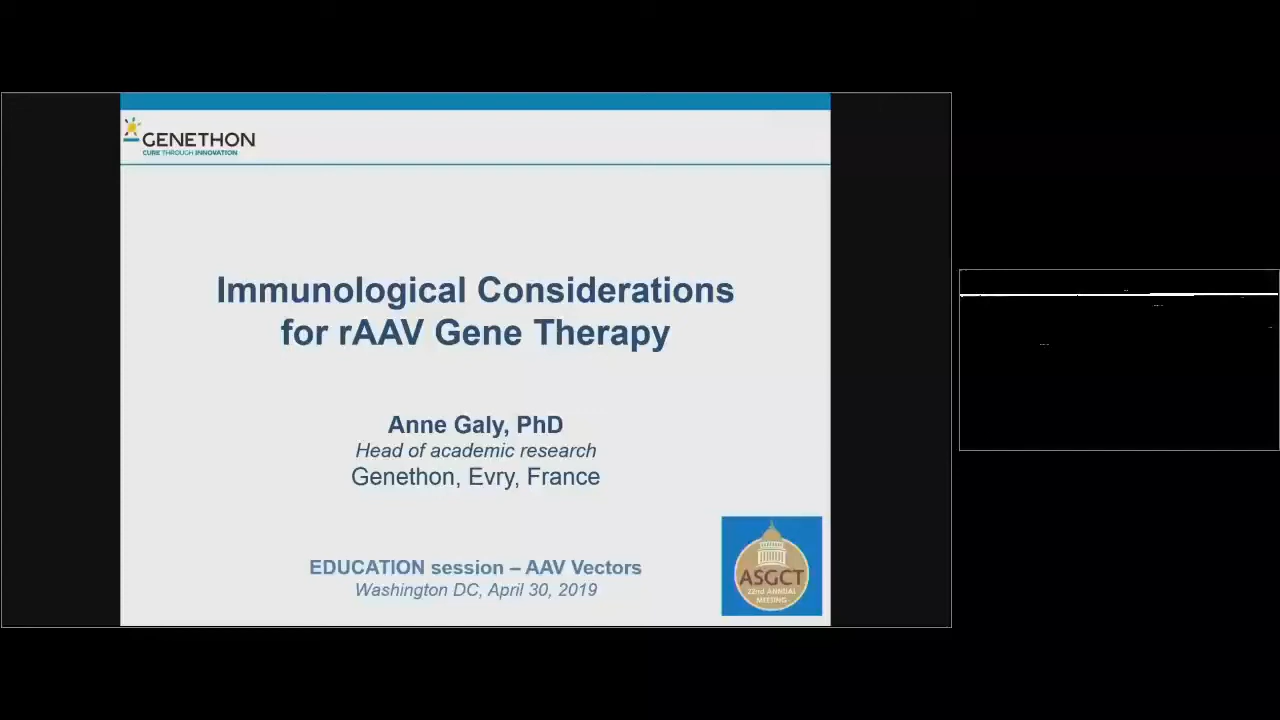 GENETHON
CURE THROUGH INNOVATION
Immunological Considerations
for rAAV Gene Therapy
Anne Galy, PhD
Head of academic research
Genethon, Evry, France
EDUCATION session – AAV Vectors
Washington DC, April 30, 2019
ASGCT
22nd ANNUAL
MEETING